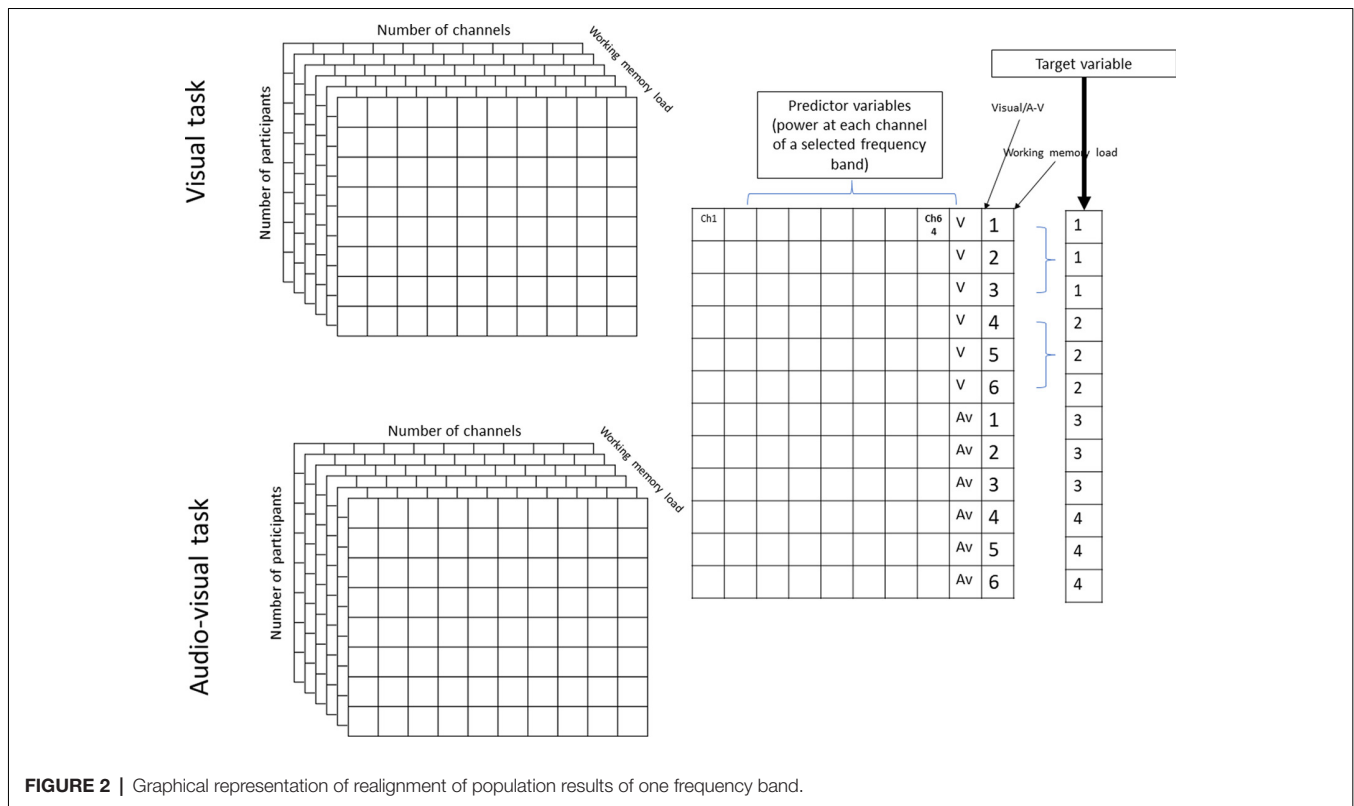 Number of channels
Working memory load
Visual task
Number of participants
Number of channels
Working memory load
Audio-visual task
Number of participants
Target variable
Predictor variables
(power at each channel
of a selected frequency
band)
Visual/A-V
Working memory load
Ch1 Ch6 V 1 1
4
V 2 1
V 3 1
V 4 2
V 5 2
V 6 2
Av 1 3
Av 2 3
Av 3 3
Av 4 4
Av 5 4
Av 6 4
FIGURE 2 | Graphical representation of realignment of population results of one frequency band.